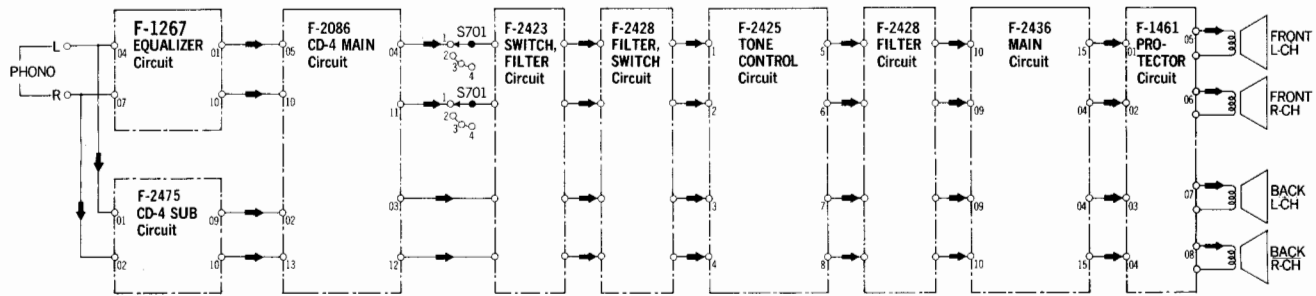 PHONO
L
R
F-1267
EQUALIZER
Circuit
04
01
07
10
F-2475
CD-4 SUB
Circuit
01
09
02
10
F-2086
CD-4 MAIN
Circuit
05
04
10
11
02
03
13
12
S701
1
2
3
4
S701
1
2
3
4
F-2423
SWITCH,
FILTER
Circuit
F-2428
FILTER,
SWITCH
Circuit
F-2425
TONE
CONTROL
Circuit
1
5
2
6
3
7
4
8
F-2428
FILTER
Circuit
F-2436
MAIN
Circuit
10
15
09
04
09
04
10
15
F-1461
PRO-
TECTOR
Circuit
01
05
02
06
03
07
04
08
FRONT
L-CH
FRONT
R-CH
BACK
L-CH
BACK
R-CH